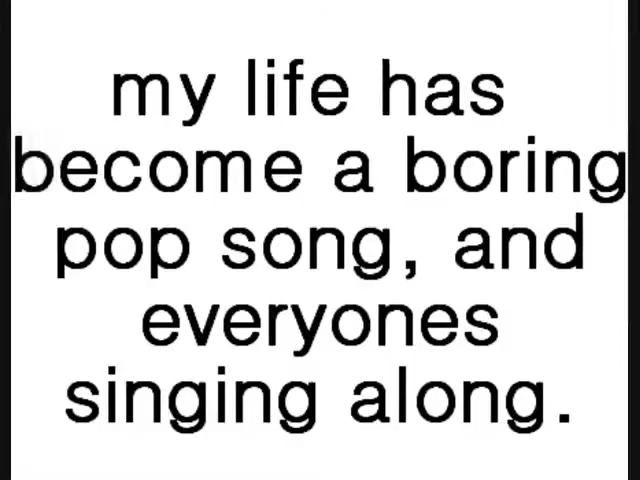 my life has
become a boring
pop song, and
everyones
singing along.